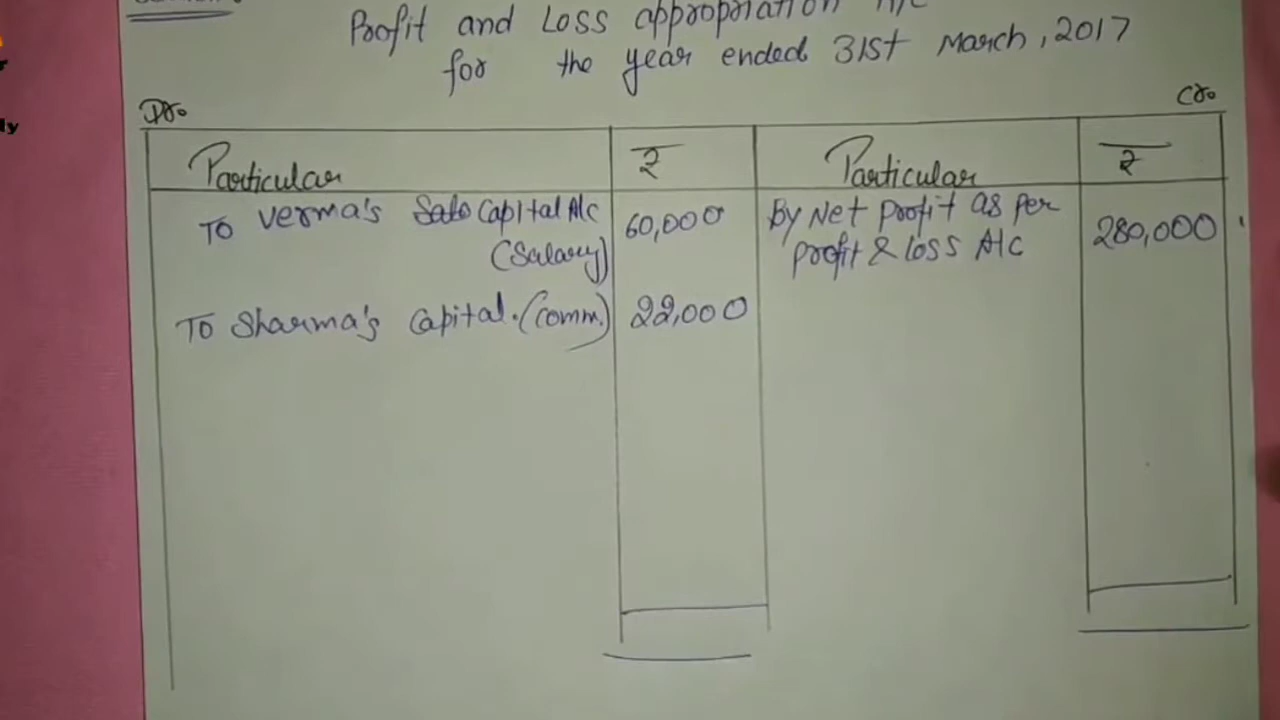 Profit and Loss appropriation A/C
for the year ended 31st March, 2017
Dr. Cr.
Particular ₹ Particular ₹
To Verma's Capital A/c 60,000 By Net profit as per 280,000
(Salary) profit & loss A/C
To Sharma's Capital. (Comm.) 22,000